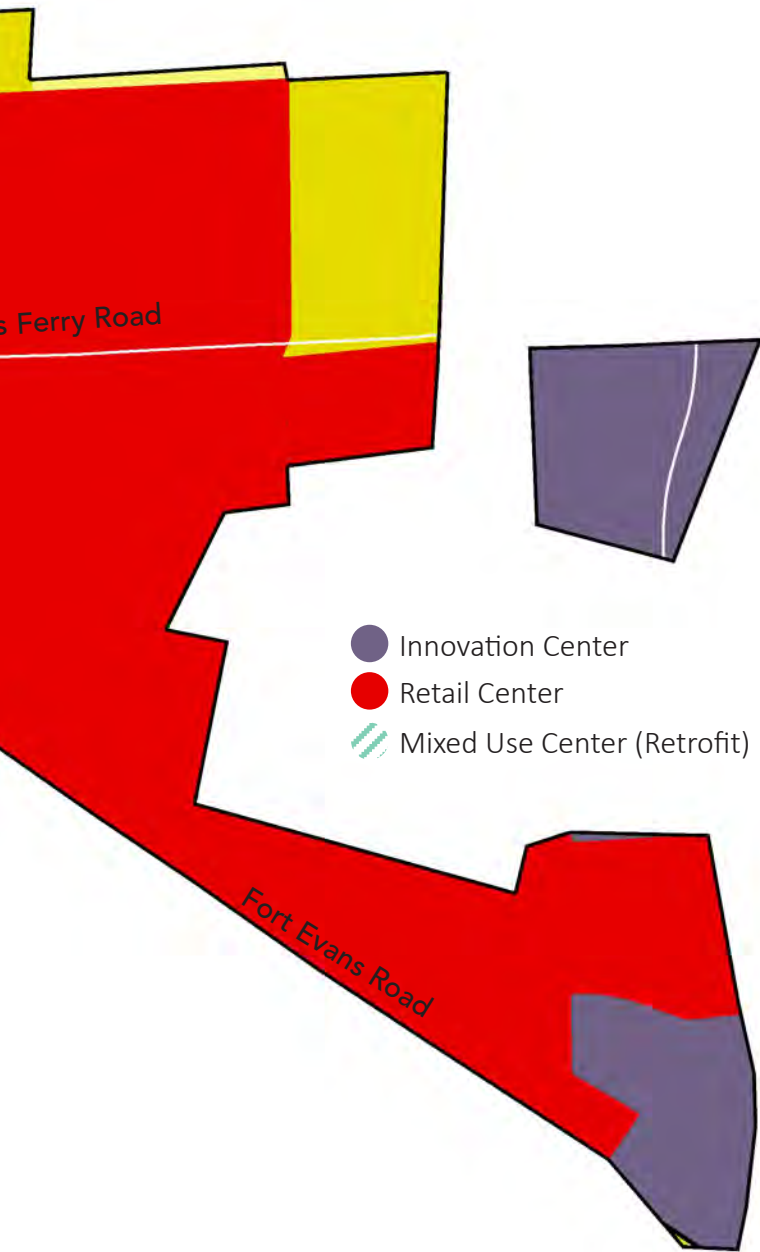 s Ferry Road
Innovation Center
Retail Center
Mixed Use Center (Retrofit)
Fort Evans Road